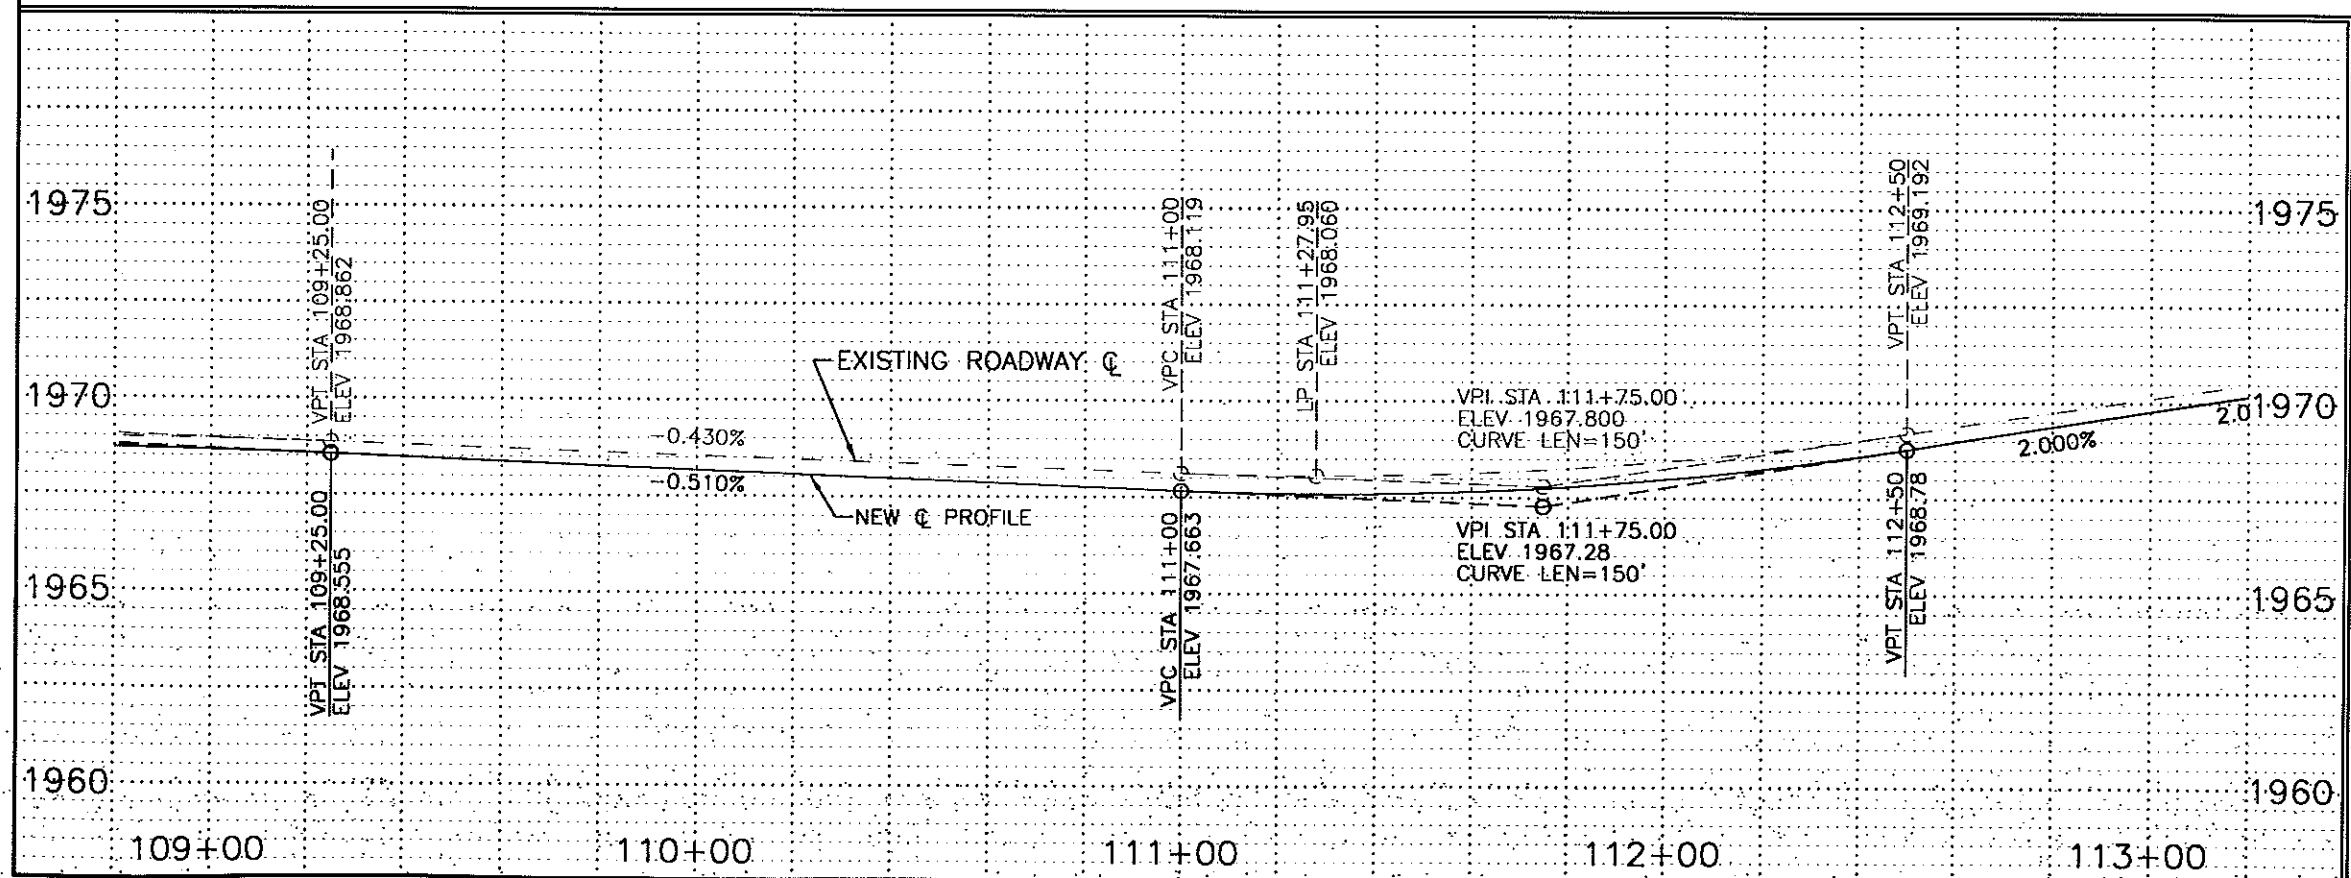 1975
1970
1965
1960
VPT STA 109+25.00
ELEV 1968.862
VPC STA 111+00
ELEV 1968.119
LP STA 111+27.95
ELEV 1968.060
VPT STA 112+50
ELEV 1969.192
1975
1970
1965
1960
EXISTING ROADWAY ℄
-0.430%
-0.510%
NEW ℄ PROFILE
VPI STA 111+75.00
ELEV 1967.800
CURVE LEN=150'
VPI STA 111+75.00
ELEV 1967.28
CURVE LEN=150'
2.000%
2.0
VPT STA 109+25.00
ELEV 1968.555
VPC STA 111+00
ELEV 1967.663
VPT STA 112+50
ELEV 1968.78
109+00
110+00
111+00
112+00
113+00